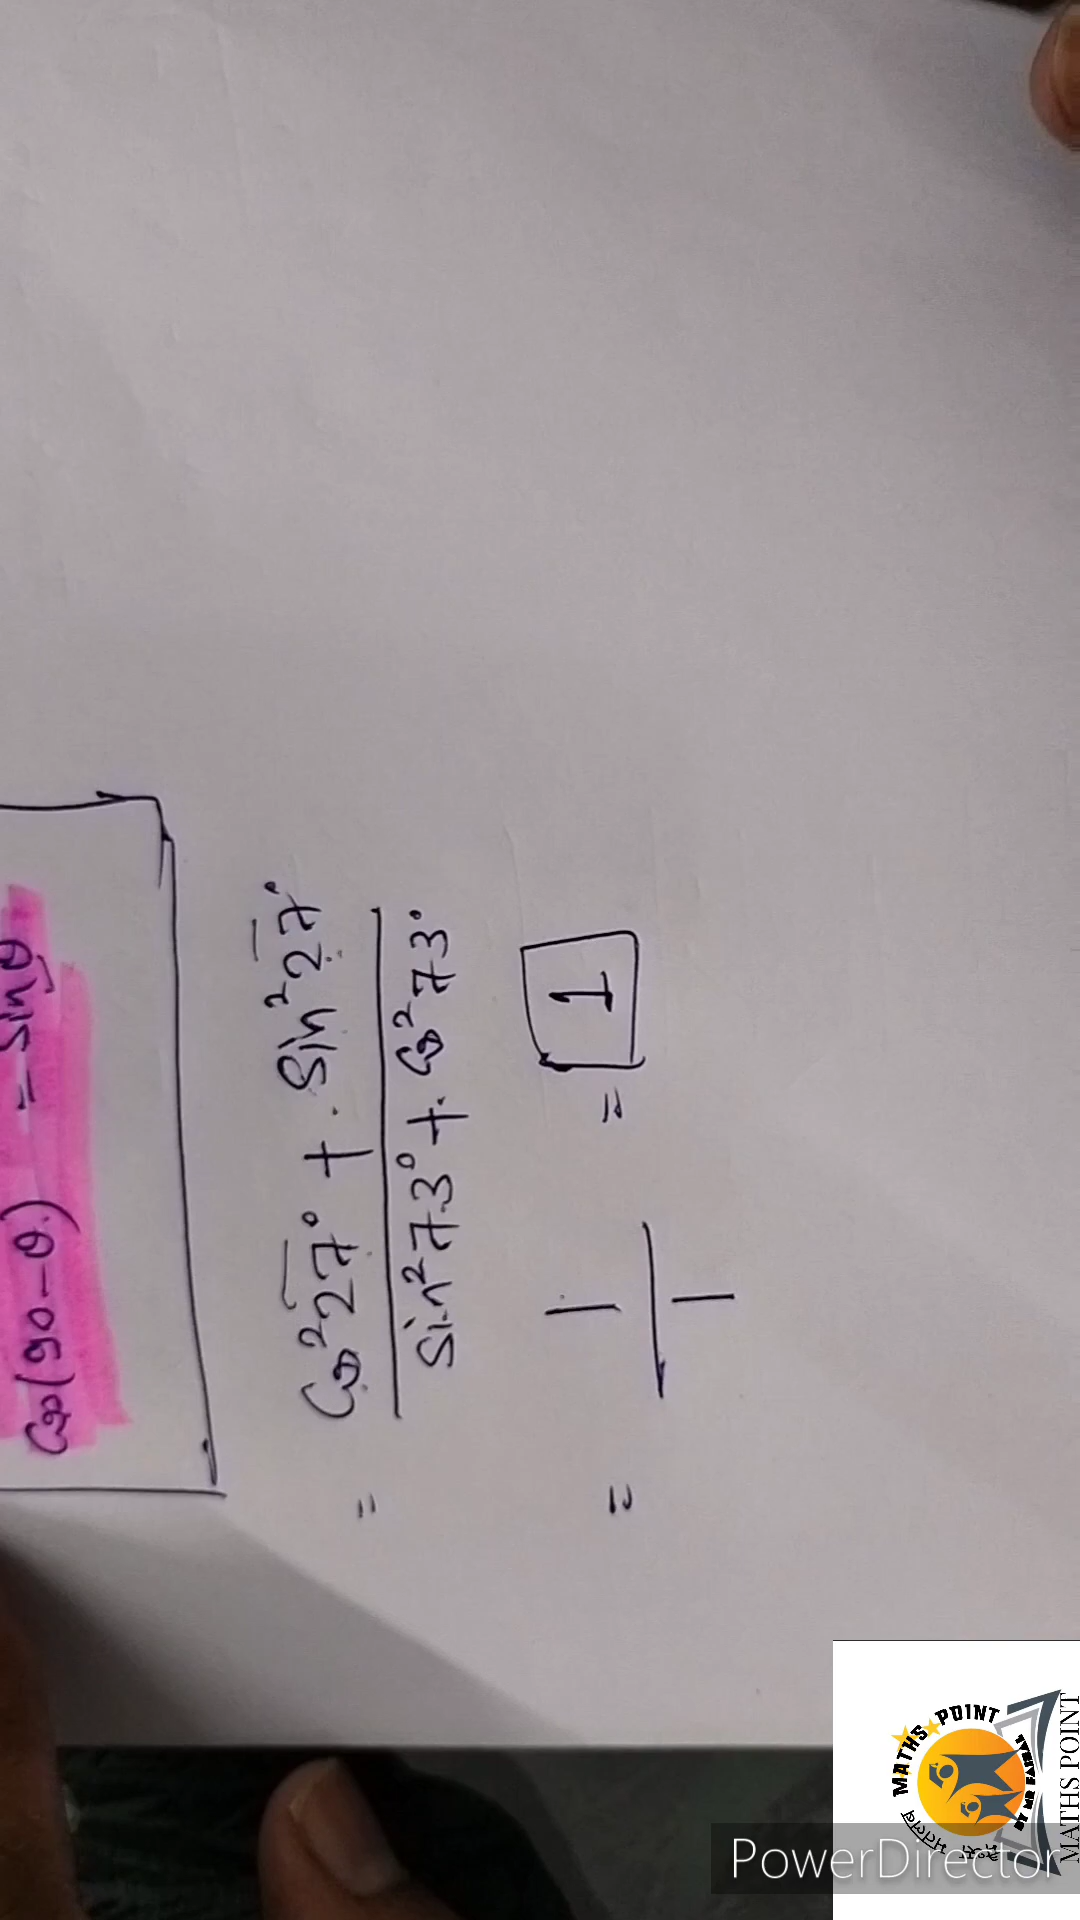 Cos(90-θ) = Sinθ
= Cos²27° + Sin²27°
Sin²73° + Cos²73°
= 1/1 = 1
MATHS POINT
MATHS POINT
PowerDirector